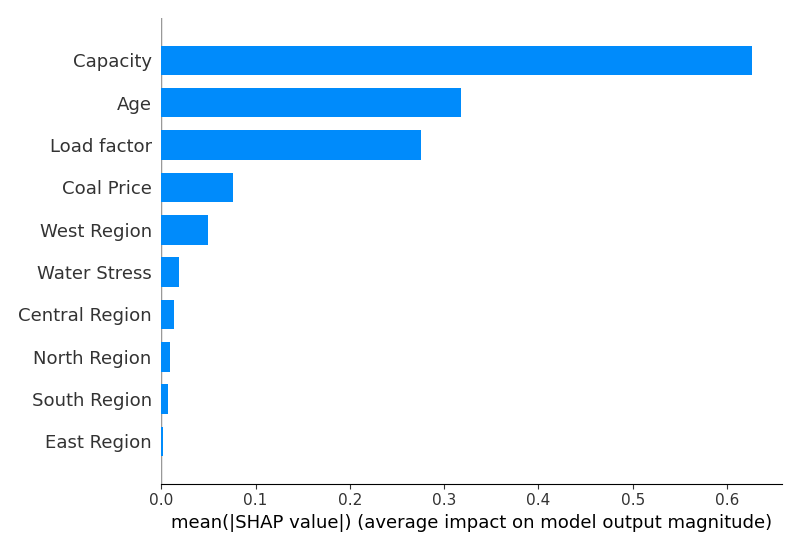 Capacity
Age
Load factor
Coal Price
West Region
Water Stress
Central Region
North Region
South Region
East Region
0.0 0.1 0.2 0.3 0.4 0.5 0.6
mean(|SHAP value|) (average impact on model output magnitude)